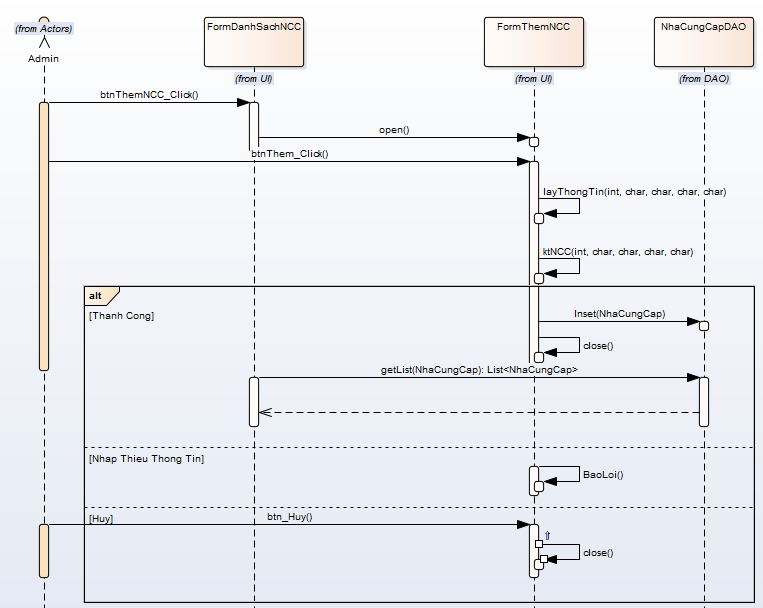 (from Actors)
Admin
FormDanhSachNCC
(from UI)
FormThemNCC
(from UI)
NhaCungCapDAO
(from DAO)
btnThemNCC_Click()
open()
btnThem_Click()
layThongTin(int, char, char, char, char)
ktNCC(int, char, char, char, char)
alt
[Thanh Cong]
Inset(NhaCungCap)
close()
getList(NhaCungCap): List<NhaCungCap>
[Nhap Thieu Thong Tin]
BaoLoi()
[Huy]
btn_Huy()
close()